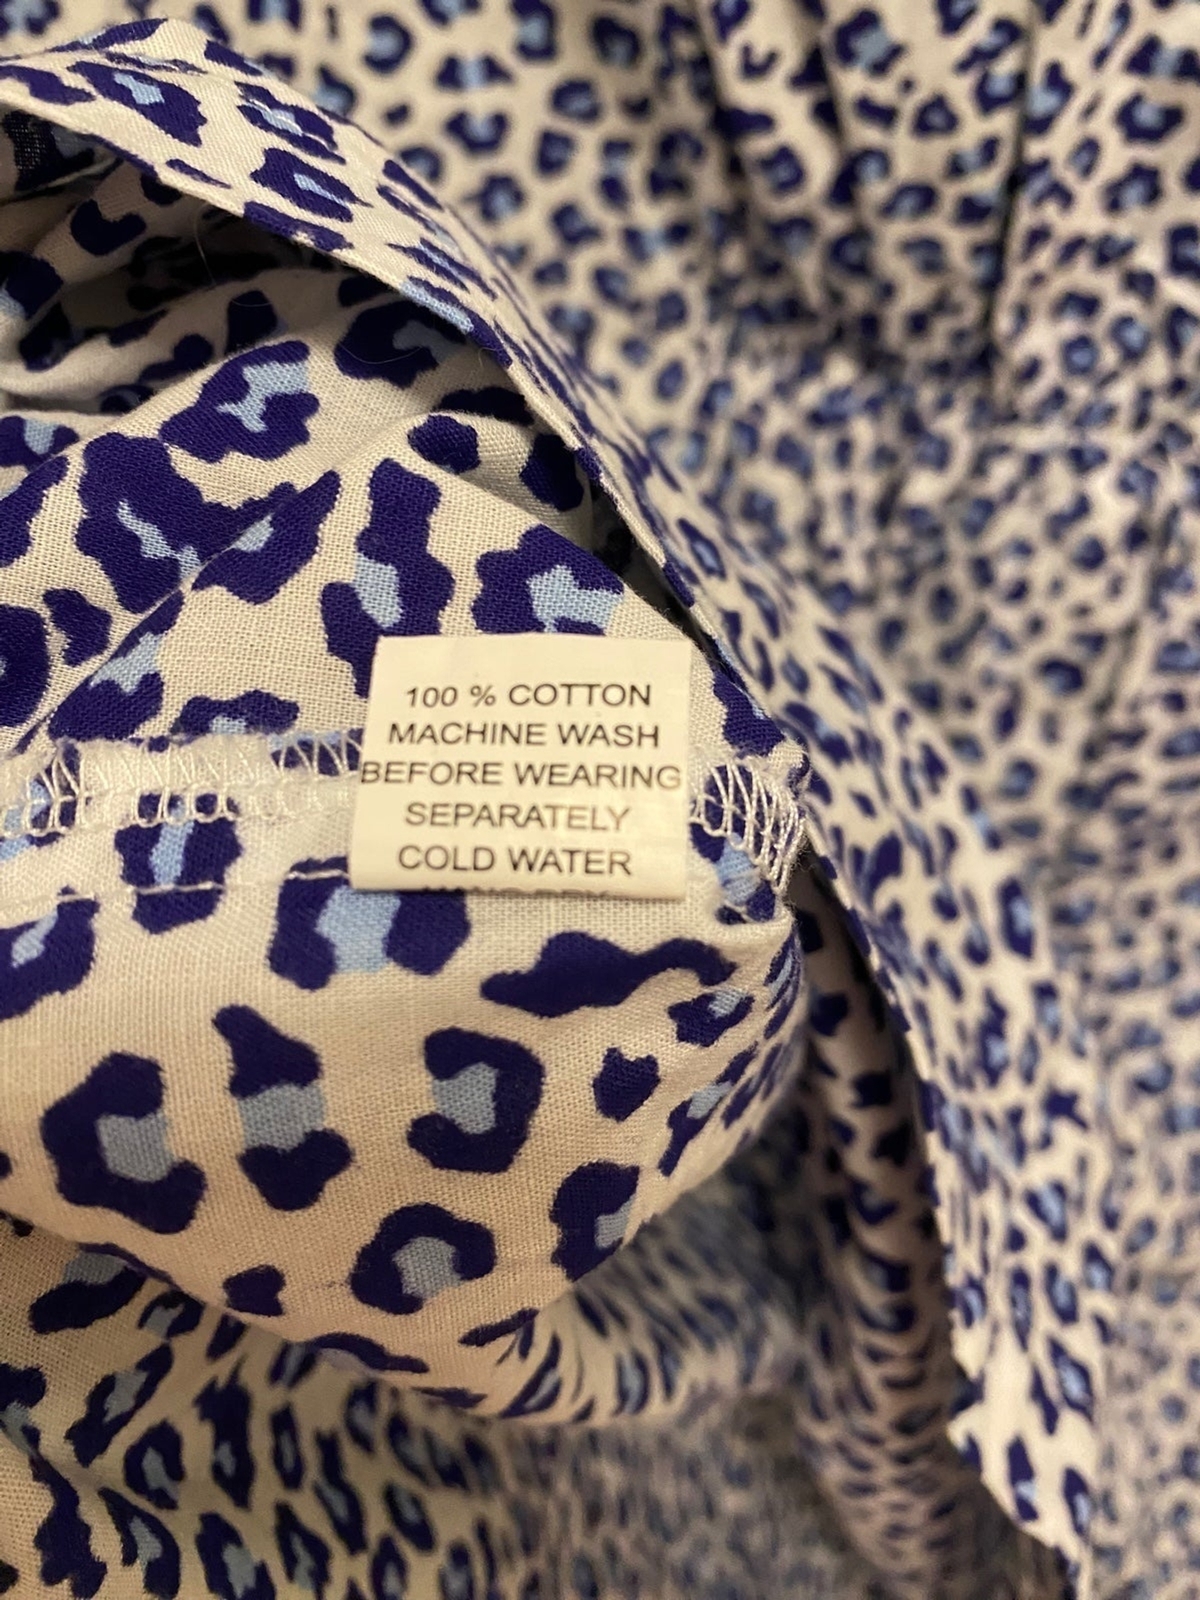 100 % COTTON
MACHINE WASH
BEFORE WEARING
SEPARATELY
COLD WATER